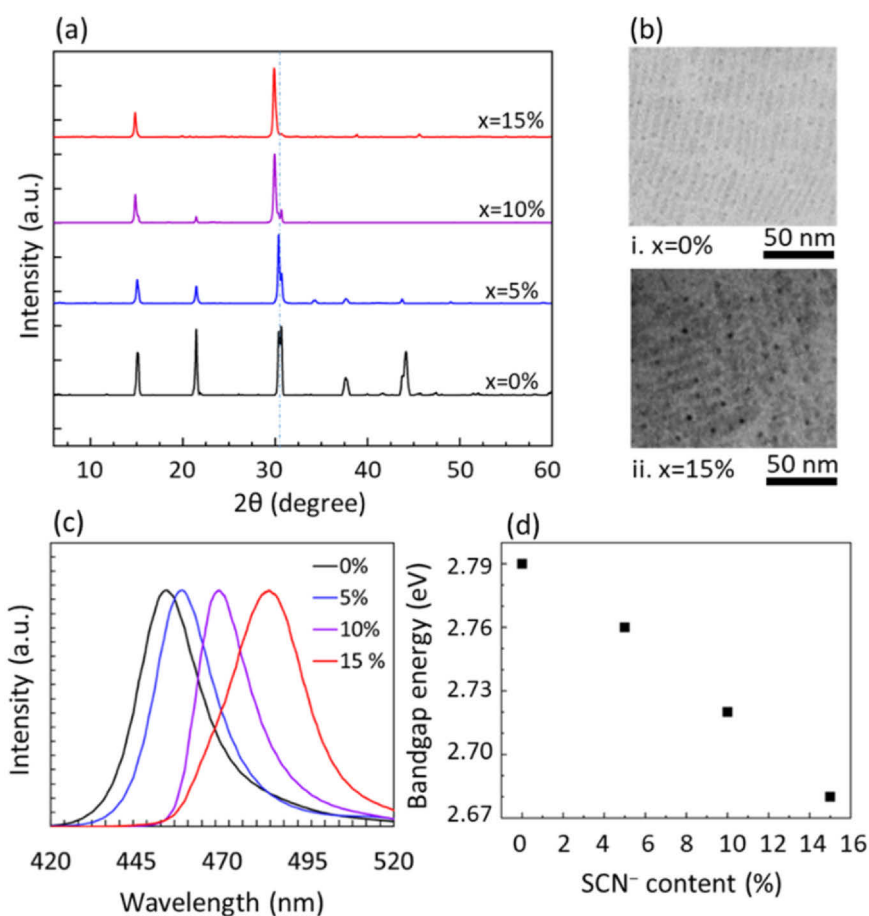 (a)
(b)
x=15%
x=10%
x=5%
x=0%
Intensity (a.u.)
10 20 30 40 50 60
2θ (degree)
i. x=0% 50 nm
ii. x=15% 50 nm
(c)
0%
5%
10%
15 %
Intensity (a.u.)
420 445 470 495 520
Wavelength (nm)
(d)
Bandgap energy (eV)
2.79
2.76
2.73
2.70
2.67
0 2 4 6 8 10 12 14 16
SCN⁻ content (%)